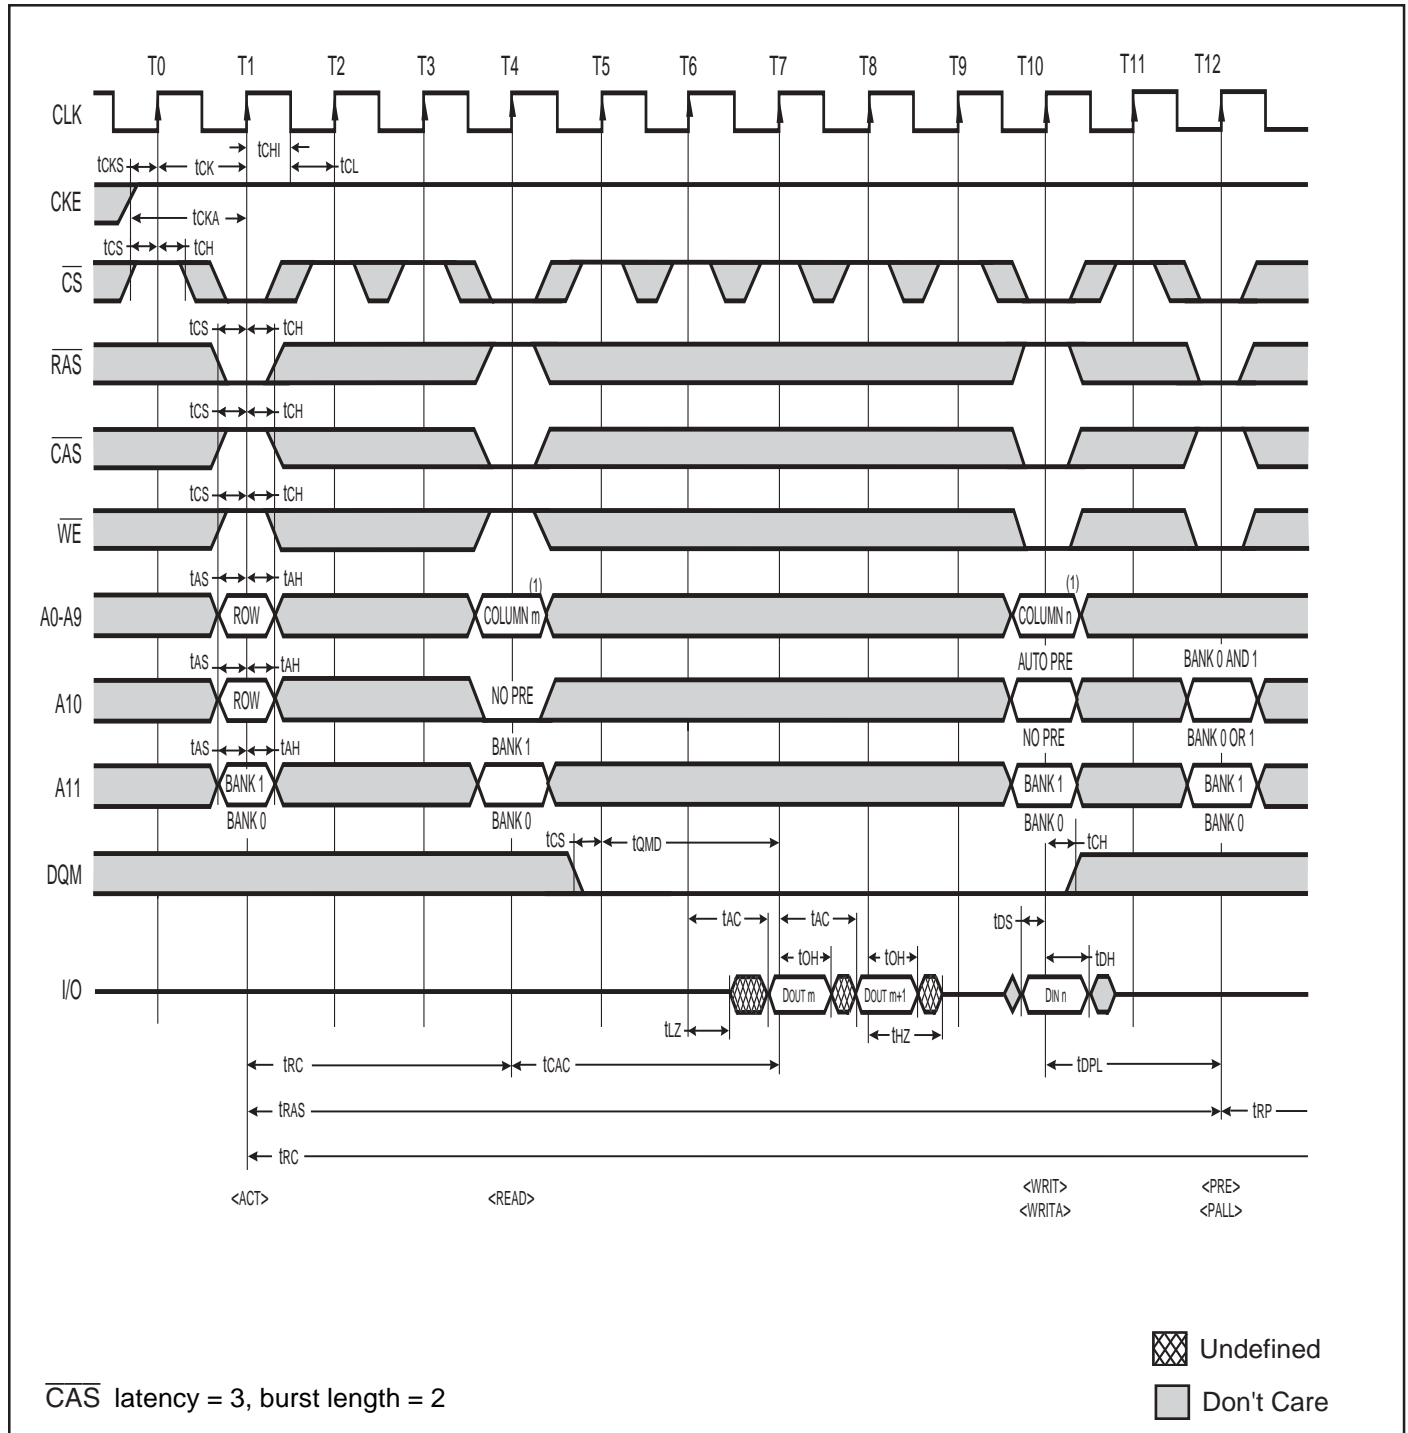 T0 T1 T2 T3 T4 T5 T6 T7 T8 T9 T10 T11 T12
CLK
tCHI
tCKS tCK tCL
CKE
tCKA
tCS tCH
CS
tCS tCH
RAS
tCS tCH
CAS
tCS tCH
WE
tAS tAH (1) (1)
A0-A9 ROW COLUMN m COLUMN n
tAS tAH AUTO PRE BANK 0 AND 1
A10 ROW NO PRE
tAS tAH BANK 1 NO PRE BANK 0 OR 1
A11 BANK 1 BANK 1 BANK 1
BANK 0 BANK 0 BANK 0 BANK 0
tCS tQMD tCH
DQM
tAC tAC tDS
tOH tOH tDH
I/O DOUT m DOUT m+1 DIN n
tLZ tHZ
tRC tCAC tDPL
tRAS tRP
tRC
<ACT> <READ> <WRIT> <PRE>
<WRITA> <PALL>
Undefined
CAS latency = 3, burst length = 2
Don't Care